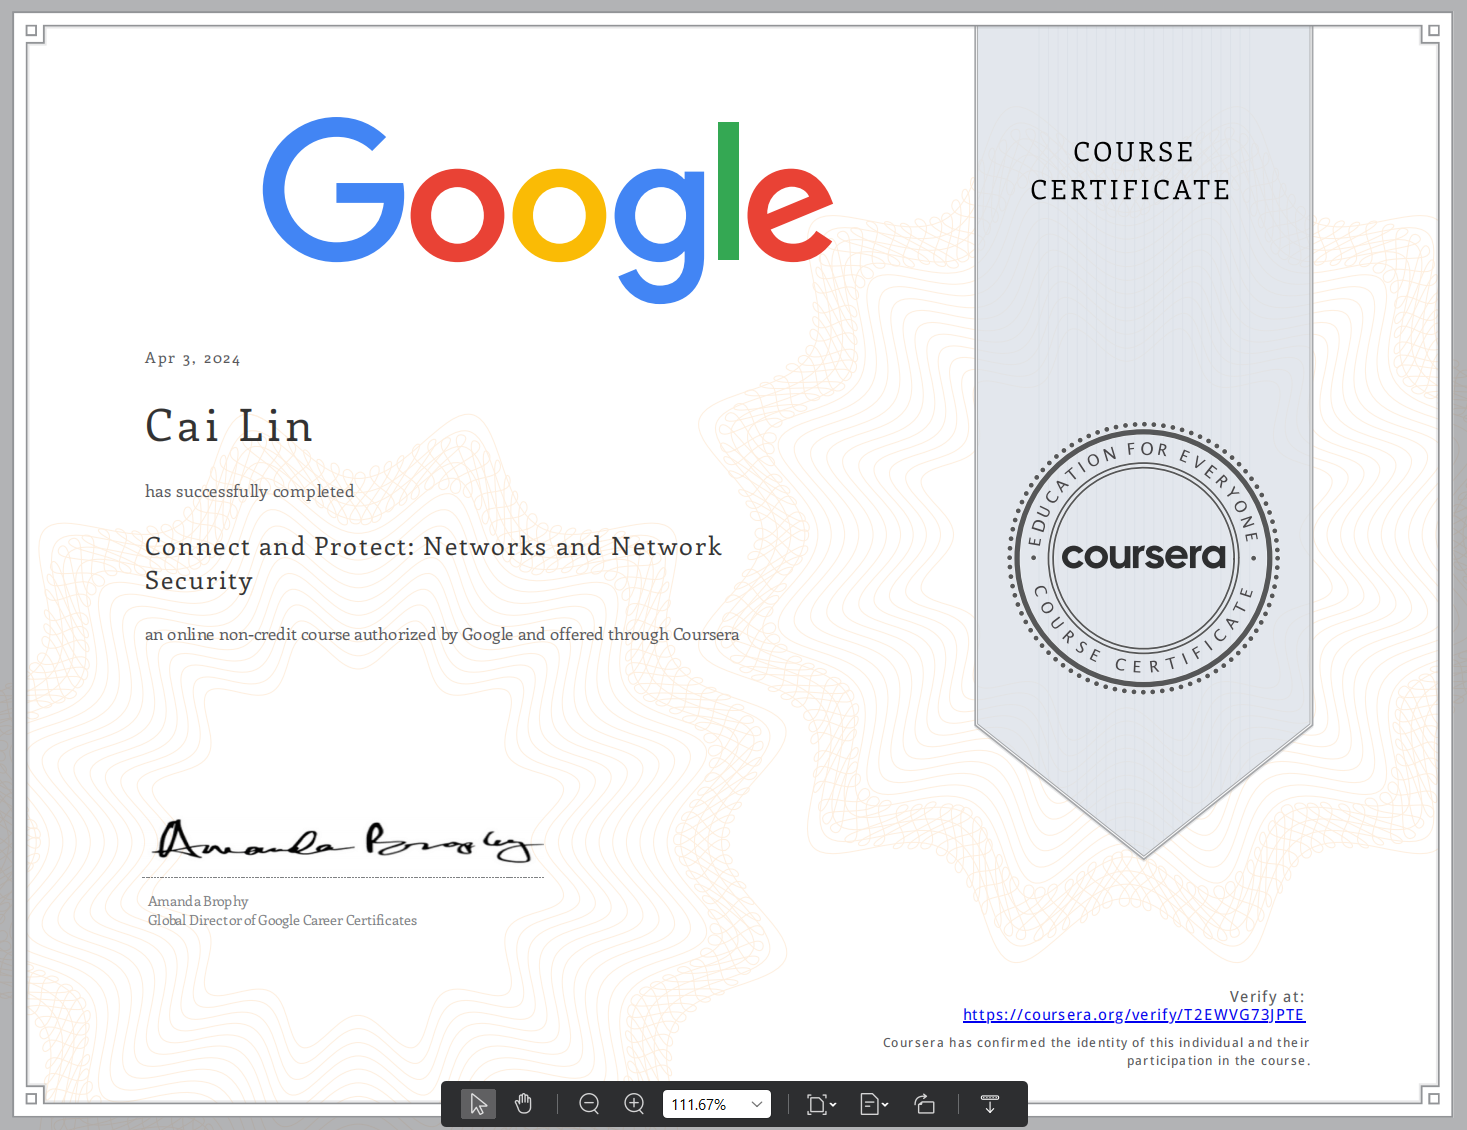 Google
COURSE
CERTIFICATE
Apr 3, 2024
Cai Lin
has successfully completed
Connect and Protect: Networks and Network
Security
an online non-credit course authorized by Google and offered through Coursera
EDUCATION FOR EVERYONE
coursera
COURSE CERTIFICATE
Amanda Brophy
Amanda Brophy
Global Director of Google Career Certificates
Verify at:
https://coursera.org/verify/T2EWVG73JPTE
Coursera has confirmed the identity of this individual and their
participation in the course.
111.67%